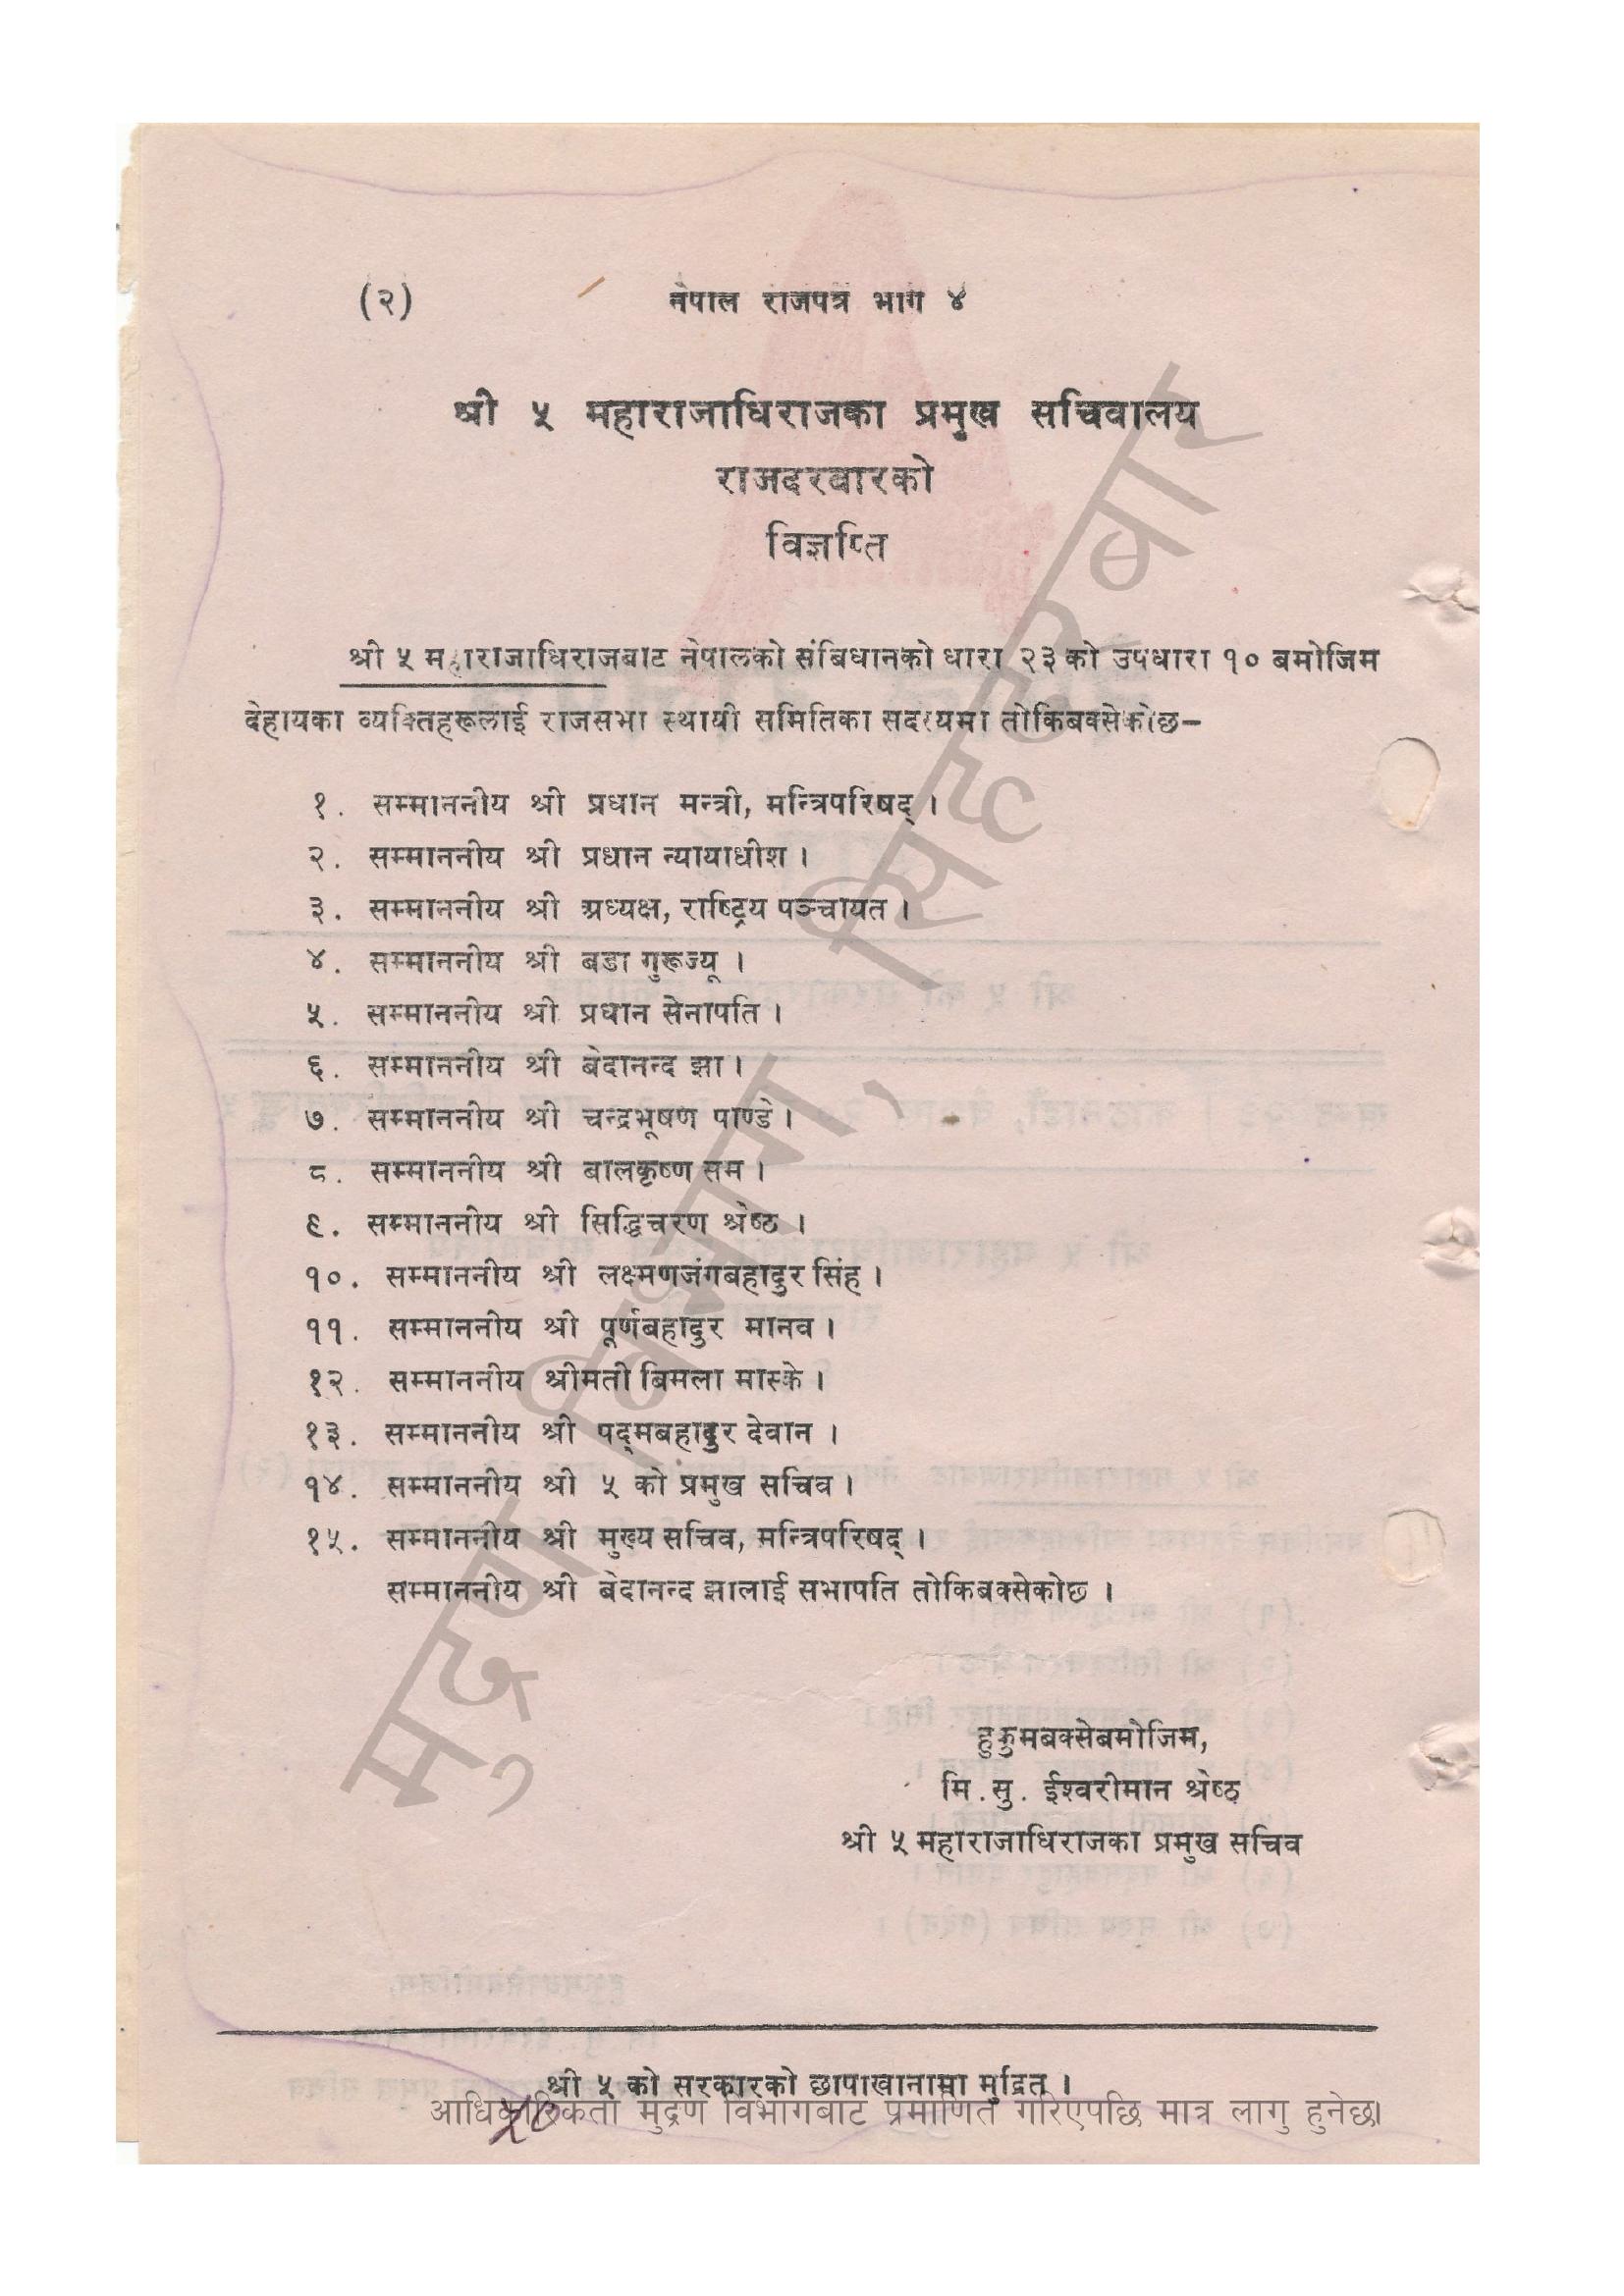 (२) नेपाल राजपत्र भाग ४
श्री ५ महाराजाधिराजका प्रमुख सचिवालय
राजदरबारको
विज्ञप्ति
श्री ५ महाराजाधिराजबाट नेपालको संबिधानको धारा २३ को उपधारा १० बमोजिम
देहायका व्यक्तिहरूलाई राजसभा स्थायी समितिका सदस्यमा तोकिबक्सेकोछ–
१. सम्माननीय श्री प्रधान मन्त्री, मन्त्रिपरिषद् ।
२. सम्माननीय श्री प्रधान न्यायाधीश ।
३. सम्माननीय श्री अध्यक्ष, राष्ट्रिय पञ्चायत ।
४. सम्माननीय श्री बडा गुरूज्यू ।
५. सम्माननीय श्री प्रधान सेनापति ।
६. सम्माननीय श्री बेदानन्द झा ।
७. सम्माननीय श्री चन्द्रभूषण पाण्डे ।
८. सम्माननीय श्री बालकृष्ण सम ।
९. सम्माननीय श्री सिद्धिचरण श्रेष्ठ ।
१०. सम्माननीय श्री लक्ष्मणजंगबहादुर सिंह ।
११. सम्माननीय श्री पूर्णबहादुर मानव ।
१२. सम्माननीय श्रीमती बिमला मास्के ।
१३. सम्माननीय श्री पद्मबहादुर देवान ।
१४. सम्माननीय श्री ५ को प्रमुख सचिव ।
१५. सम्माननीय श्री मुख्य सचिव, मन्त्रिपरिषद् ।
सम्माननीय श्री बेदानन्द झालाई सभापति तोकिबक्सेकोछ ।
हुकुमबक्सेबमोजिम,
मि. सु. ईश्वरीमान श्रेष्ठ
श्री ५ महाराजाधिराजका प्रमुख सचिव
श्री ५ को सरकारको छापाखानामा मुद्रित ।
आधिकारिकता मुद्रण विभागबाट प्रमाणित गरिएपछि मात्र लागु हुनेछ।
मुद्रण विभाग, सिंहदरबार